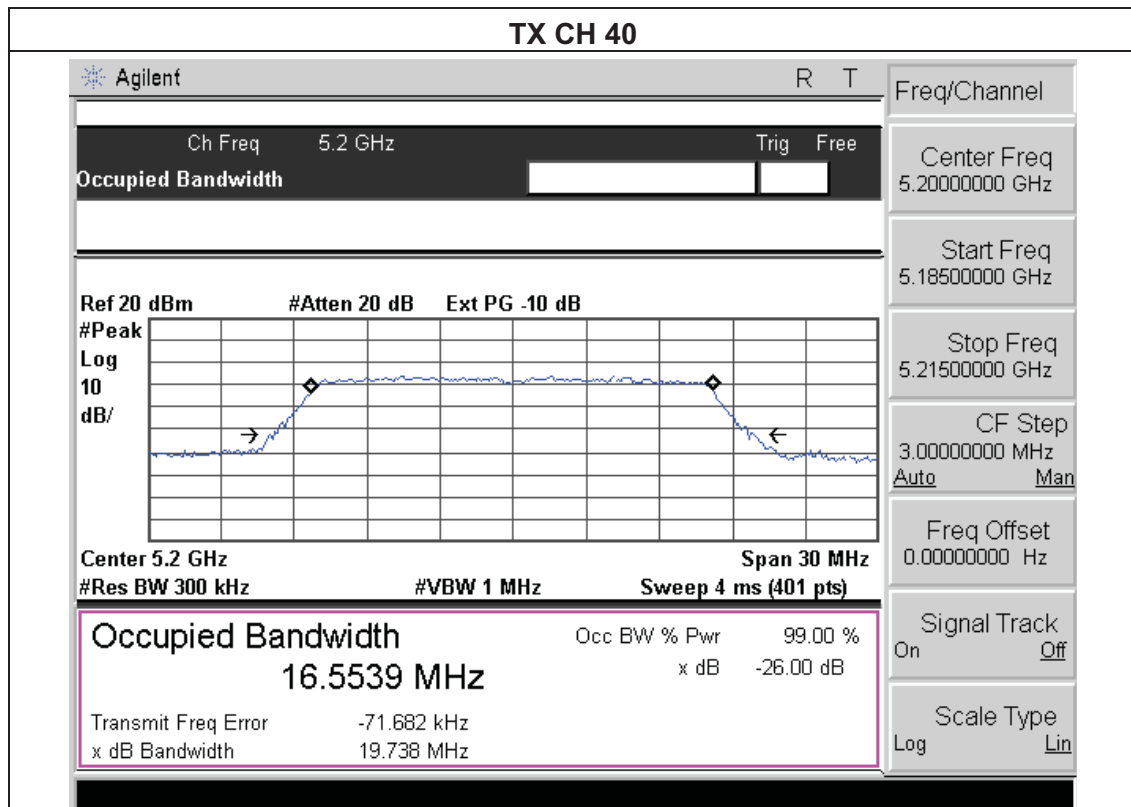 TX CH 40
Agilent R T
Freq/Channel
Ch Freq 5.2 GHz Trig Free
Occupied Bandwidth
Center Freq
5.20000000 GHz
Start Freq
5.18500000 GHz
Stop Freq
5.21500000 GHz
CF Step
3.00000000 MHz
Auto Man
Freq Offset
0.00000000 Hz
Signal Track
On Off
Scale Type
Log Lin
Ref 20 dBm #Atten 20 dB Ext PG -10 dB
#Peak
Log
10
dB/
Center 5.2 GHz Span 30 MHz
#Res BW 300 kHz #VBW 1 MHz Sweep 4 ms (401 pts)
Occupied Bandwidth Occ BW % Pwr 99.00 %
16.5539 MHz x dB -26.00 dB
Transmit Freq Error -71.682 kHz
x dB Bandwidth 19.738 MHz